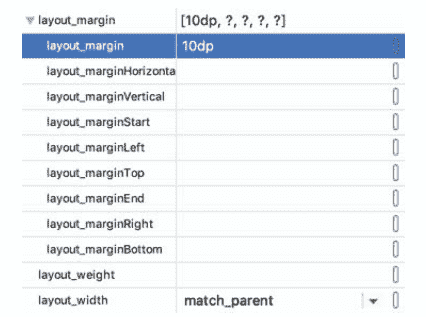 layout_margin [10dp, ?, ?, ?, ?]
layout_margin 10dp
layout_marginHorizonta
layout_marginVertical
layout_marginStart
layout_marginLeft
layout_marginTop
layout_marginEnd
layout_marginRight
layout_marginBottom
layout_weight
layout_width match_parent